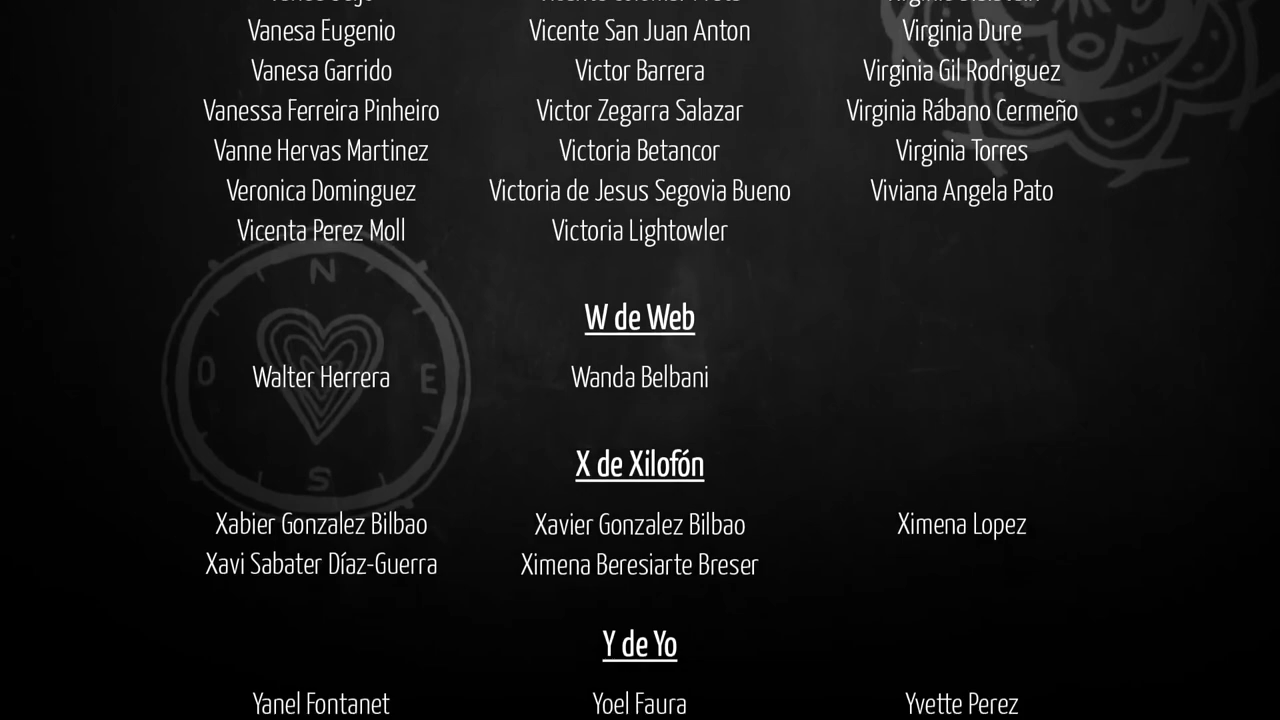 Vanesa Eugenio
Vicente San Juan Anton
Virginia Dure
Vanesa Garrido
Victor Barrera
Virginia Gil Rodriguez
Vanessa Ferreira Pinheiro
Victor Zegarra Salazar
Virginia Rábano Cermeño
Vanne Hervas Martinez
Victoria Betancor
Virginia Torres
Veronica Dominguez
Victoria de Jesus Segovia Bueno
Viviana Angela Pato
Vicenta Perez Moll
Victoria Lightowler
N
W de Web
O
Walter Herrera
E
Wanda Belbani
X de Xilofón
S
Xabier Gonzalez Bilbao
Xavier Gonzalez Bilbao
Ximena Lopez
Xavi Sabater Díaz-Guerra
Ximena Beresiarte Breser
Y de Yo
Yanel Fontanet
Yoel Faura
Yvette Perez